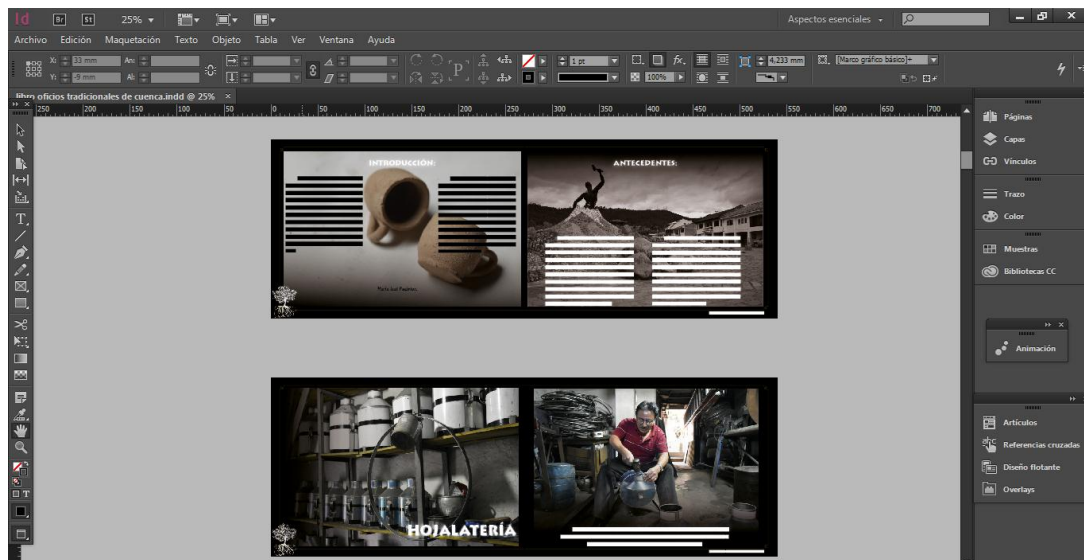 Id Br St 25% Aspectos esenciales
Archivo Edición Maquetación Texto Objeto Tabla Ver Ventana Ayuda
X: 33 mm An: 1 pt 4,233 mm [Marco gráfico básico]+
Y: -9 mm Al: 100%
libro oficios tradicionales de cuenca.indd @ 25% ×
250 200 150 100 50 0 50 100 150 200 250 300 350 400 450 500 550 600 650 700
Páginas
Capas
Vínculos
Trazo
Color
Muestras
Bibliotecas CC
Animación
Artículos
Referencias cruzadas
Diseño flotante
Overlays
INTRODUCCIÓN:
ANTECEDENTES:
HOJALATERÍA